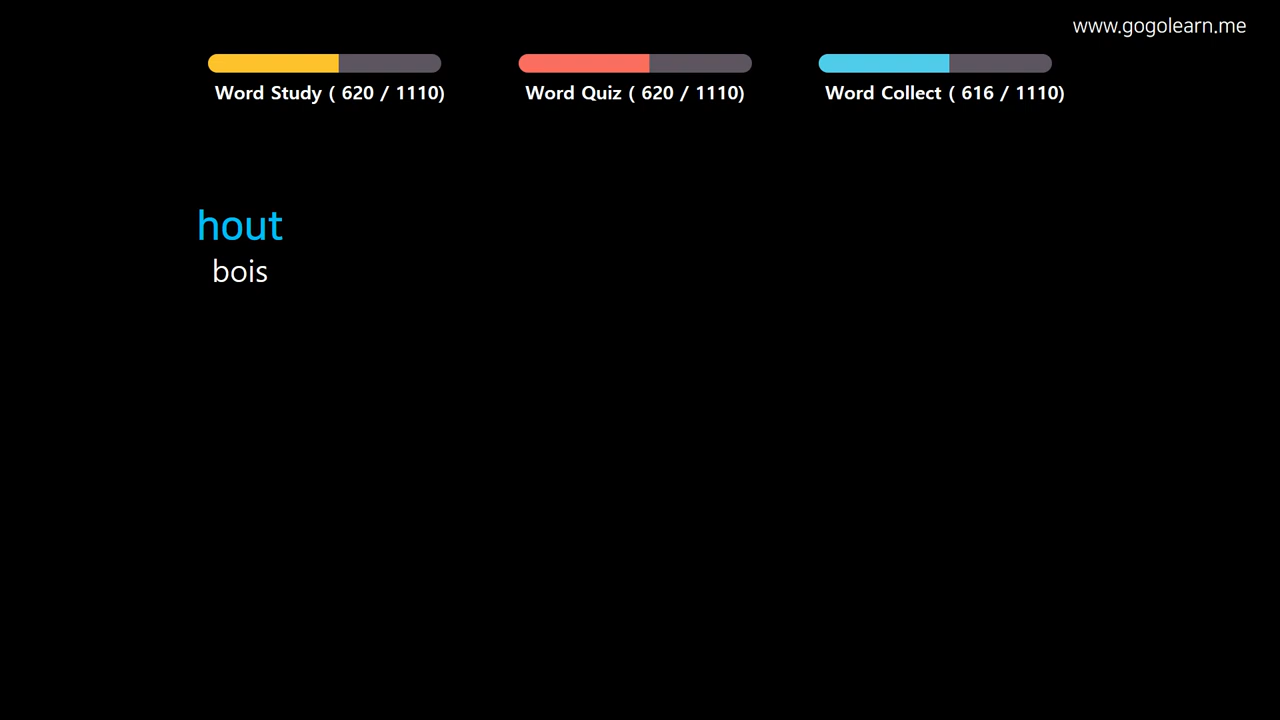 www.gogolearn.me
Word Study ( 620 / 1110)
Word Quiz ( 620 / 1110)
Word Collect ( 616 / 1110)
hout
bois